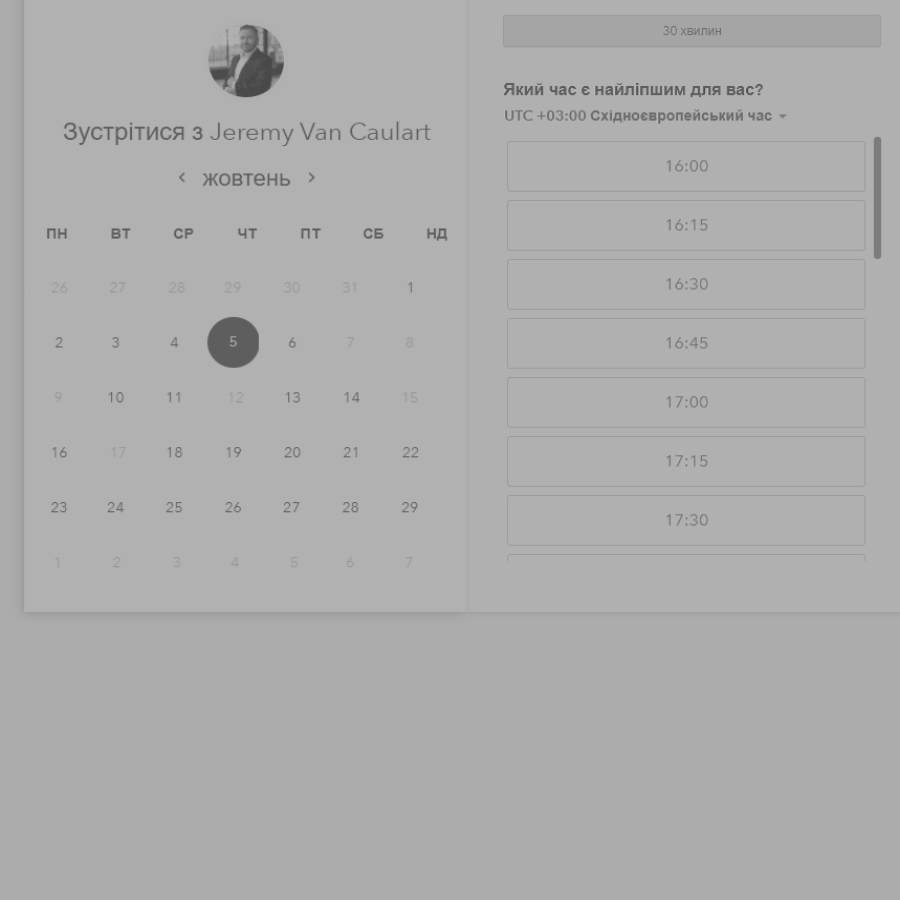 Зустрітися з Jeremy Van Caulart
жовтень
ПН ВТ СР ЧТ ПТ СБ НД
26 27 28 29 30 31 1
2 3 4 5 6 7 8
9 10 11 12 13 14 15
16 17 18 19 20 21 22
23 24 25 26 27 28 29
1 2 3 4 5 6 7
30 хвилин
Який час є найліпшим для вас?
UTC +03:00 Східноєвропейський час
16:00
16:15
16:30
16:45
17:00
17:15
17:30